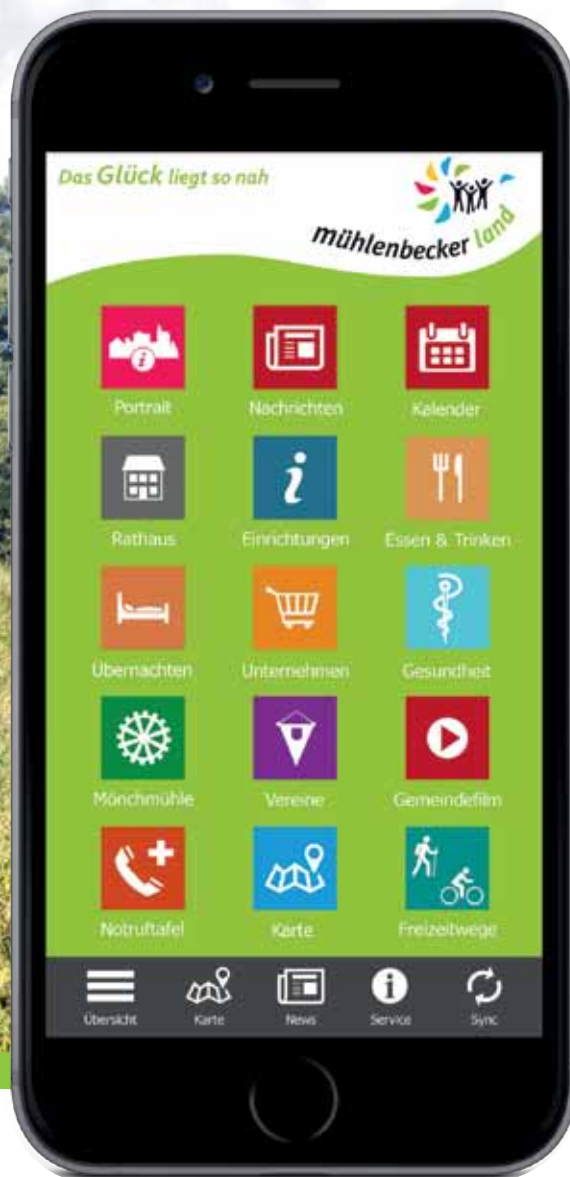 Das Glück liegt so nah
mühlenbecker land
Portrait Nachrichten Kalender
Rathaus Einrichtungen Essen & Trinken
Übernachten Unternehmen Gesundheit
Mönchmühle Vereine Gemeindefilm
Notruftafel Karte Freizeitwege
Übersicht Karte News Service Sync